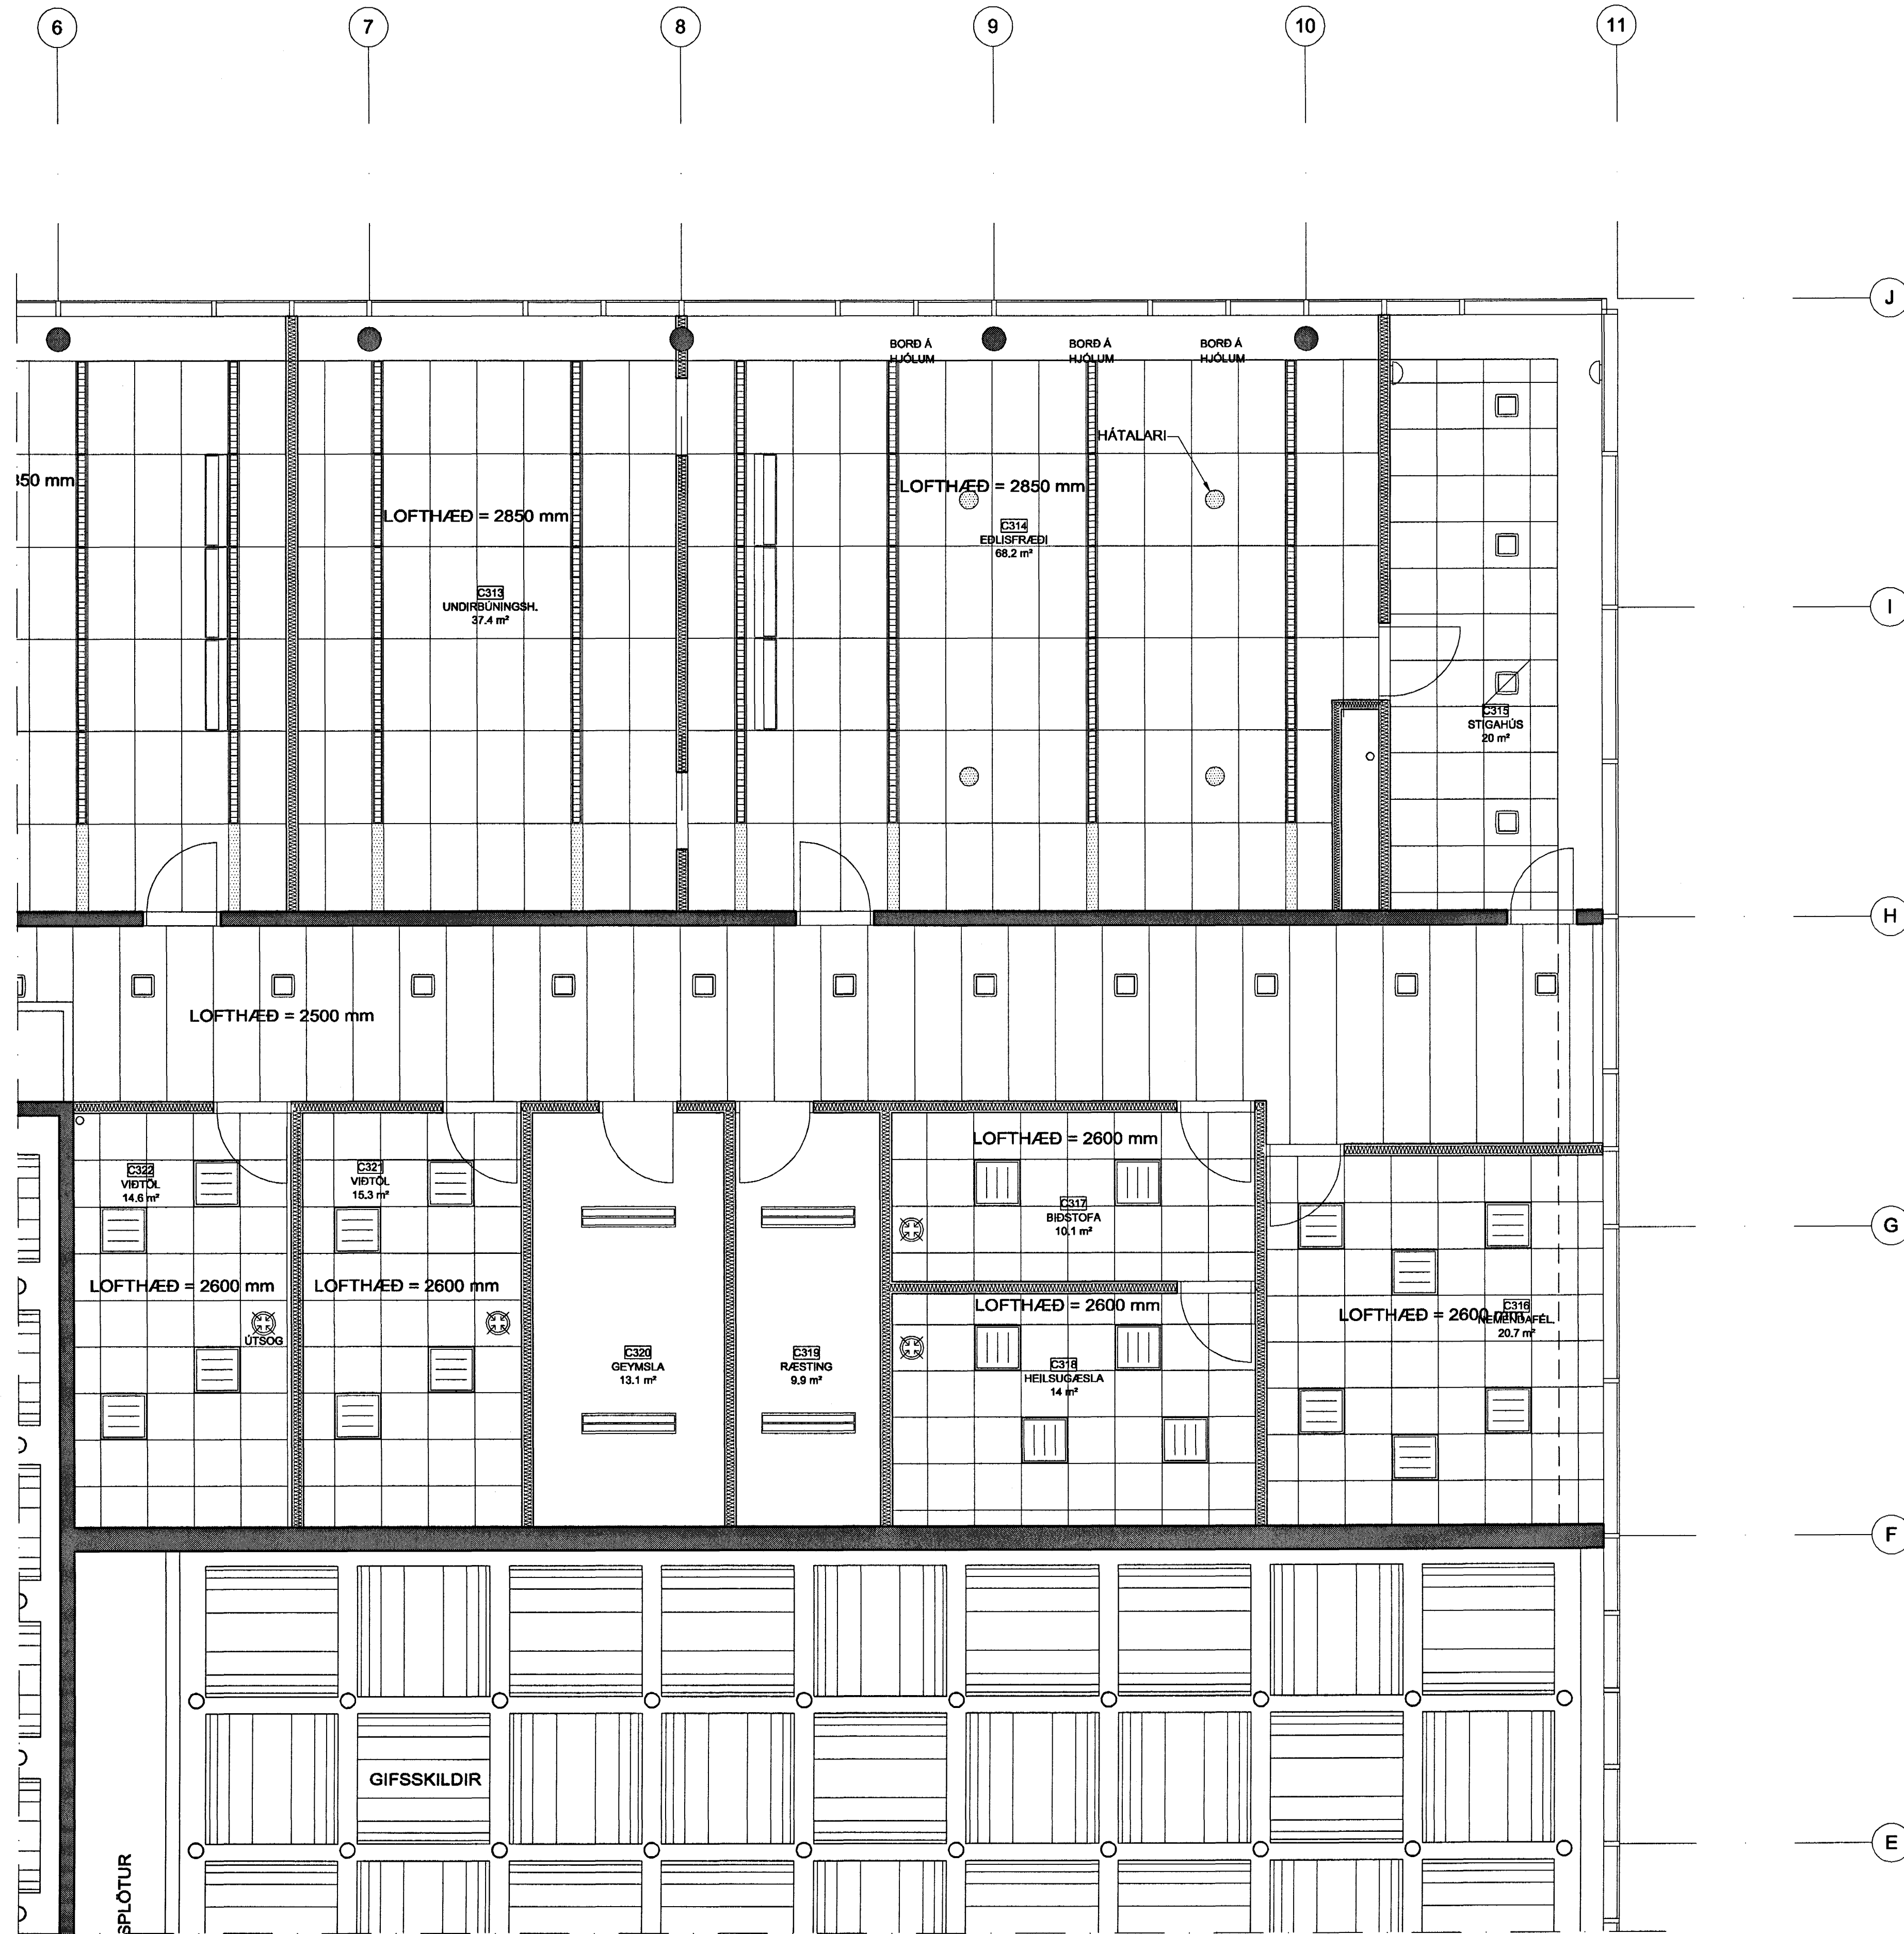 6
7
8
9
10
11
J
BORÐ Á
HJÓLUM
BORÐ Á
HJÓLUM
BORÐ Á
HJÓLUM
HÁTALARI
LOFTHÆÐ = 2850 mm
C314
EÐLISFRÆÐI
68.2 m²
850 mm
LOFTHÆÐ = 2850 mm
C313
UNDIRBÚNINGSH.
37.4 m²
I
C315
STIGAHÚS
20 m²
H
LOFTHÆÐ = 2500 mm
C322
VIÐTÖL
14.6 m²
C321
VIÐTÖL
15.3 m²
LOFTHÆÐ = 2600 mm
C317
BIÐSTOFA
10.1 m²
G
LOFTHÆÐ = 2600 mm
LOFTHÆÐ = 2600 mm
ÚTSOG
LOFTHÆÐ = 2600 mm
LOFTHÆÐ = 2600 mm
C316
NEMENDAFÉL.
20.7 m²
C320
GEYMSLA
13.1 m²
C319
RÆSTING
9.9 m²
C318
HEILSUGÆSLA
14 m²
F
GIFSSKILDIR
SPLÖTUR
E